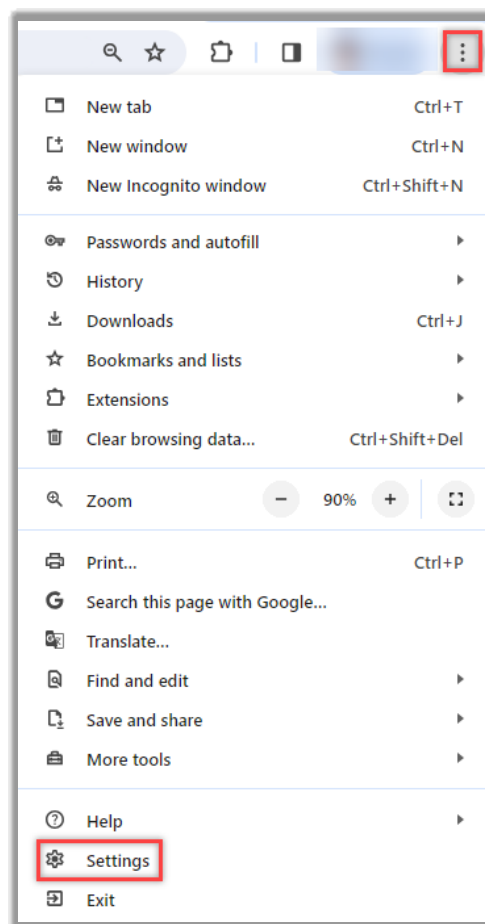 New tab Ctrl+T
New window Ctrl+N
New Incognito window Ctrl+Shift+N
Passwords and autofill
History
Downloads Ctrl+J
Bookmarks and lists
Extensions
Clear browsing data... Ctrl+Shift+Del
Zoom - 90% +
Print... Ctrl+P
Search this page with Google...
Translate...
Find and edit
Save and share
More tools
Help
Settings
Exit